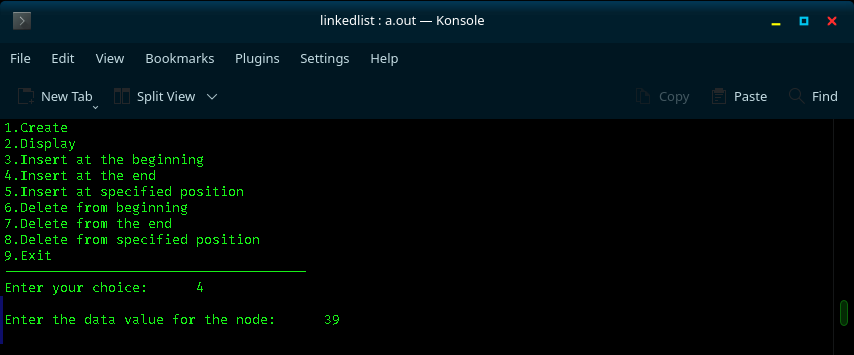 linkedlist : a.out — Konsole
File Edit View Bookmarks Plugins Settings Help
New Tab Split View Copy Paste Find
1.Create
2.Display
3.Insert at the beginning
4.Insert at the end
5.Insert at specified position
6.Delete from beginning
7.Delete from the end
8.Delete from specified position
9.Exit
Enter your choice: 4
Enter the data value for the node: 39